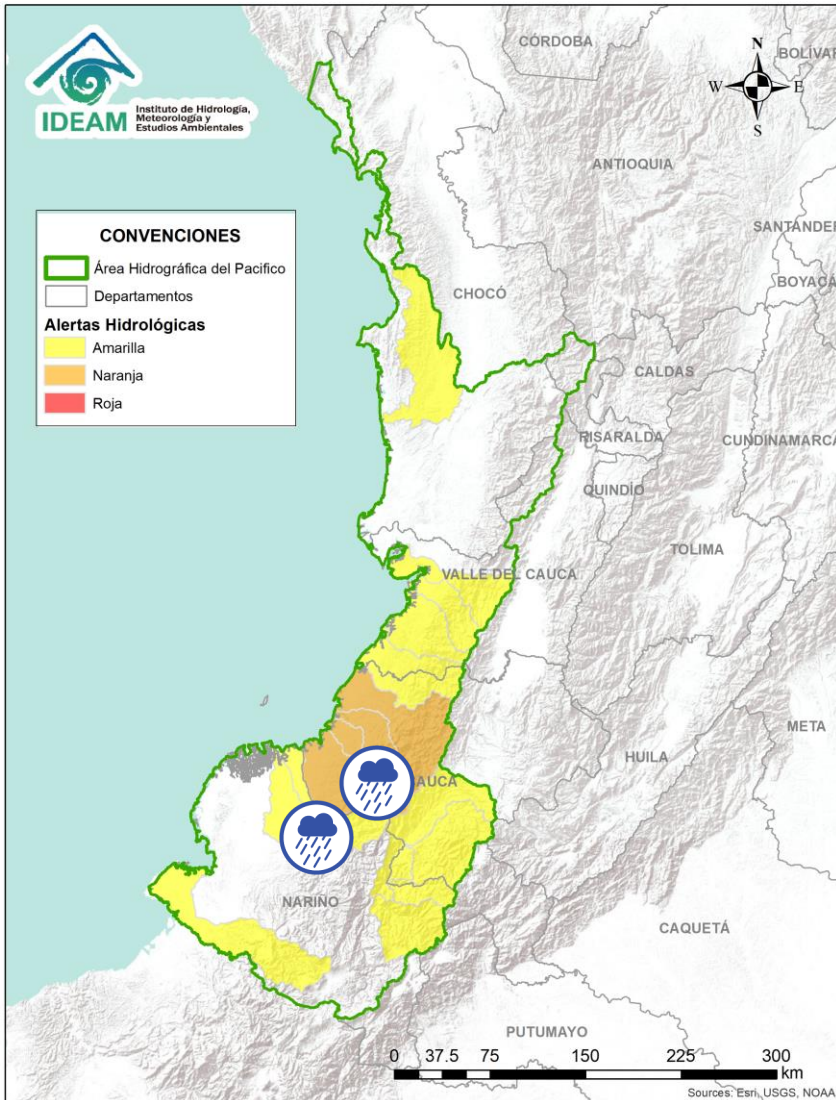 IDEAM
Instituto de Hidrología,
Meteorología y
Estudios Ambientales
CÓRDOBA
BOLÍVAR
N
W
E
S
ANTIOQUIA
CONVENCIONES
Área Hidrográfica del Pacifico
Departamentos
Alertas Hidrológicas
Amarilla
Naranja
Roja
SANTANDER
BOYACÁ
CHOCÓ
CALDAS
RISARALDA
CUNDINAMARCA
QUINDÍO
TOLIMA
VALLE DEL CAUCA
META
HUILA
AUCA
NARIÑO
CAQUETÁ
PUTUMAYO
0 37.5 75 150 225 300
km
Sources: Esri, USGS, NOAA